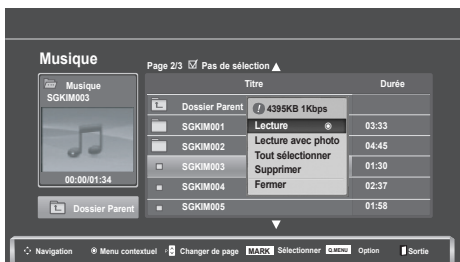 Musique
Page 2/3 Pas de sélection
Musique
SGKIM003
00:00/01:34
Dossier Parent
Titre Durée
Dossier Parent
SGKIM001 03:33
SGKIM002 04:45
SGKIM003 01:30
SGKIM004 02:37
SGKIM005 01:58
4395KB 1Kbps
Lecture
Lecture avec photo
Tout sélectionner
Supprimer
Fermer
Navigation Menu contextuel Changer de page MARK Sélectionner Q.MENU Option Sortie